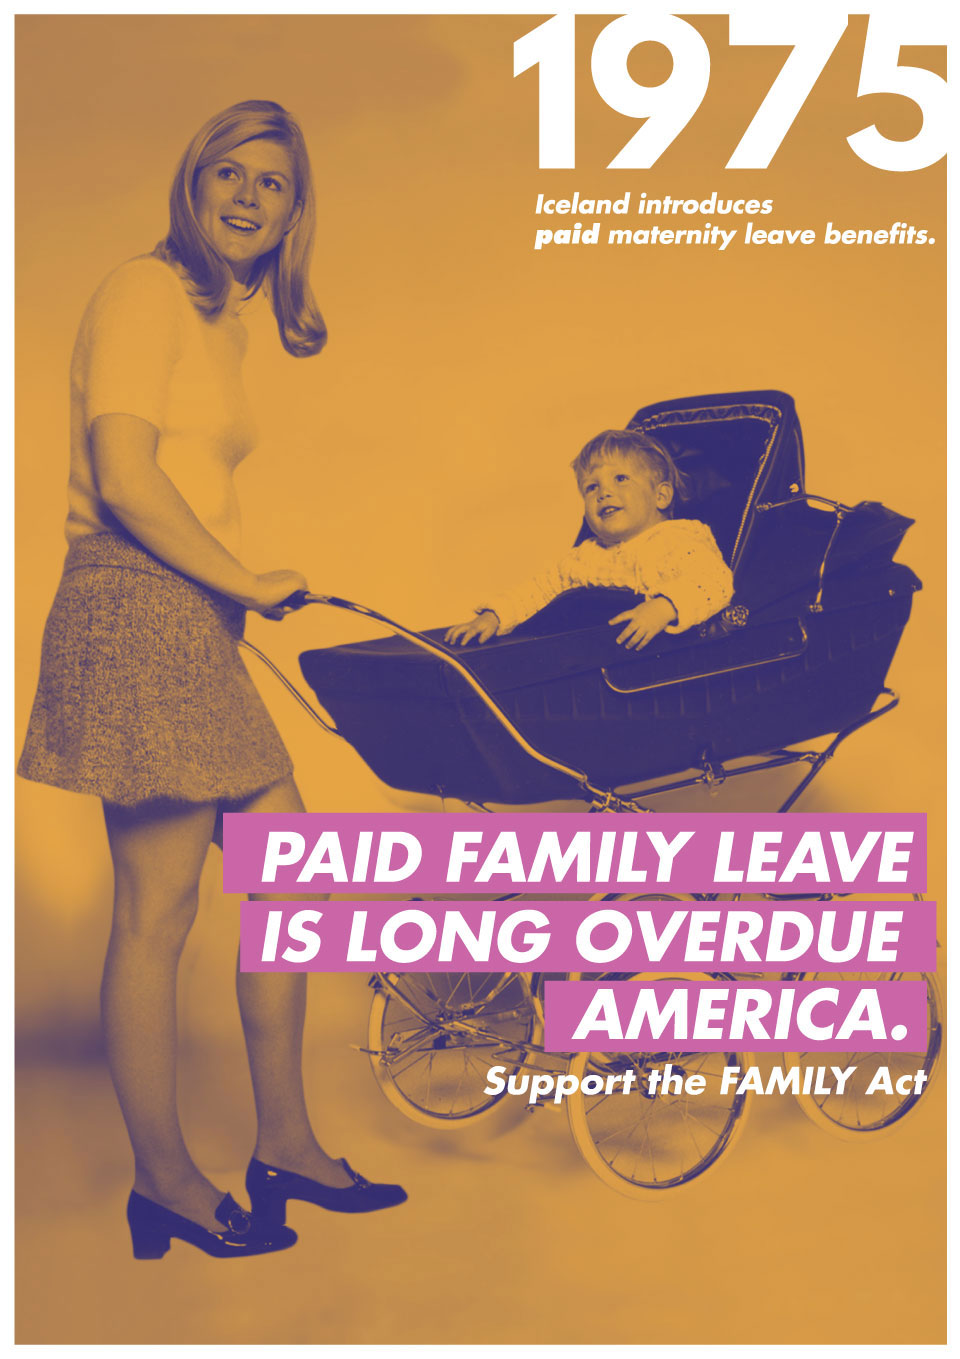 1975
Iceland introduces
paid maternity leave benefits.
PAID FAMILY LEAVE
IS LONG OVERDUE
AMERICA.
Support the FAMILY Act